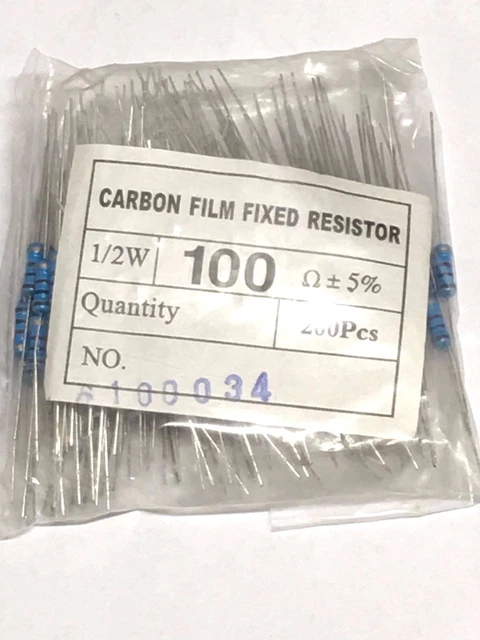 CARBON FILM FIXED RESISTOR
1/2W 100 Ω ± 5%
Quantity 200Pcs
NO.
6100034